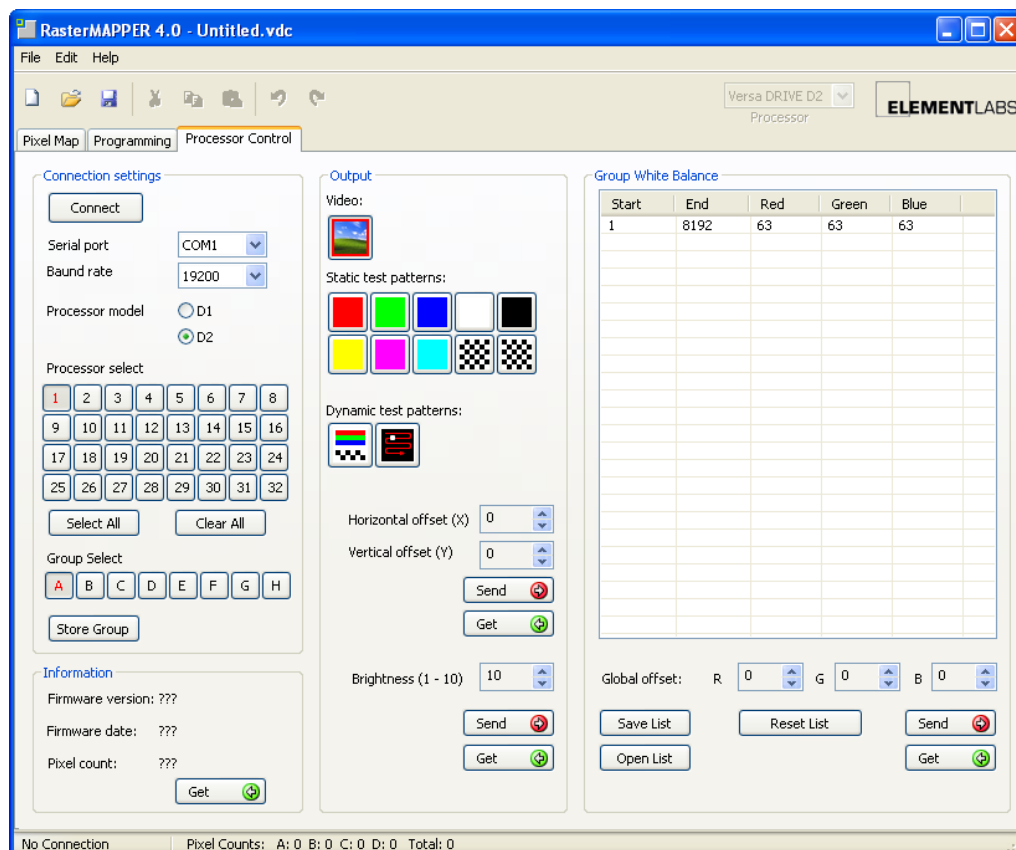 RasterMAPPER 4.0 - Untitled.vdc
File Edit Help
Versa DRIVE D2
Processor
ELEMENTLABS
Pixel Map Programming Processor Control
Connection settings
Connect
Serial port COM1
Baund rate 19200
Processor model D1
D2
Processor select
1 2 3 4 5 6 7 8
9 10 11 12 13 14 15 16
17 18 19 20 21 22 23 24
25 26 27 28 29 30 31 32
Select All Clear All
Group Select
A B C D E F G H
Store Group
Information
Firmware version: ???
Firmware date: ???
Pixel count: ???
Get
Output
Video:
Static test patterns:
Dynamic test patterns:
Horizontal offset (X) 0
Vertical offset (Y) 0
Send
Get
Brightness (1 - 10) 10
Send
Get
Group White Balance
Start End Red Green Blue
1 8192 63 63 63
Global offset: R 0 G 0 B 0
Save List Reset List Send
Open List Get
No Connection Pixel Counts: A: 0 B: 0 C: 0 D: 0 Total: 0